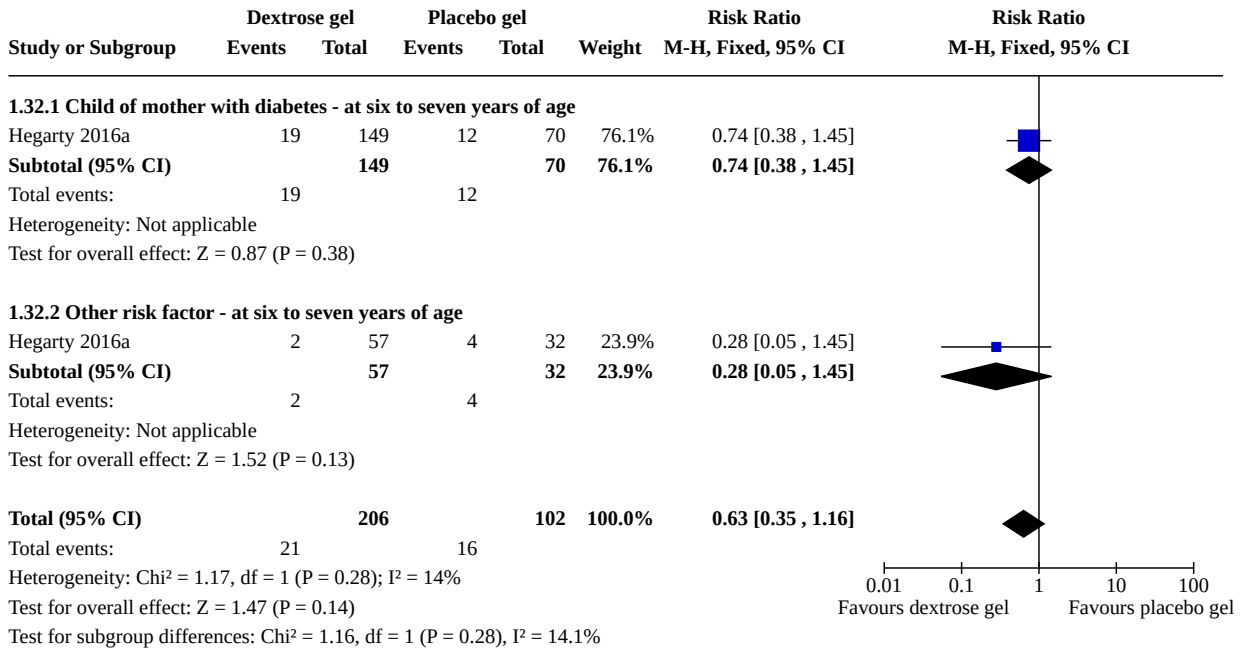 Dextrose gel Placebo gel Risk Ratio Risk Ratio
Study or Subgroup Events Total Events Total Weight M-H, Fixed, 95% CI M-H, Fixed, 95% CI
1.32.1 Child of mother with diabetes - at six to seven years of age
Hegarty 2016a 19 149 12 70 76.1% 0.74 [0.38 , 1.45]
Subtotal (95% CI) 149 70 76.1% 0.74 [0.38 , 1.45]
Total events: 19 12
Heterogeneity: Not applicable
Test for overall effect: Z = 0.87 (P = 0.38)
1.32.2 Other risk factor - at six to seven years of age
Hegarty 2016a 2 57 4 32 23.9% 0.28 [0.05 , 1.45]
Subtotal (95% CI) 57 32 23.9% 0.28 [0.05 , 1.45]
Total events: 2 4
Heterogeneity: Not applicable
Test for overall effect: Z = 1.52 (P = 0.13)
Total (95% CI) 206 102 100.0% 0.63 [0.35 , 1.16]
Total events: 21 16
Heterogeneity: Chi² = 1.17, df = 1 (P = 0.28); I² = 14%
0.01 0.1 1 10 100
Test for overall effect: Z = 1.47 (P = 0.14)
Favours dextrose gel Favours placebo gel
Test for subgroup differences: Chi² = 1.16, df = 1 (P = 0.28), I² = 14.1%